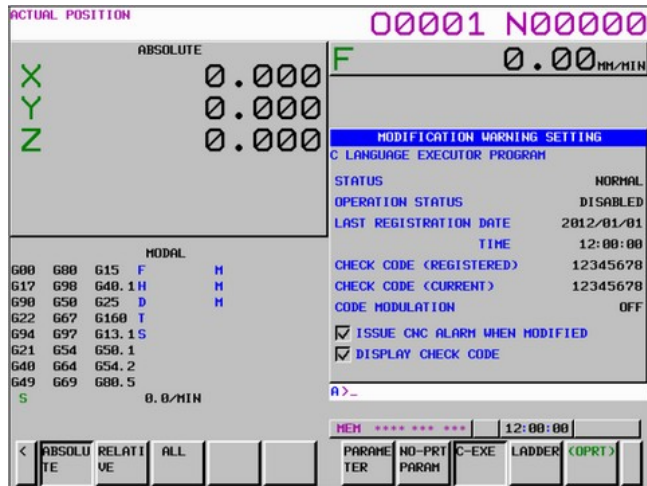 ACTUAL POSITION
O0001 N00000
ABSOLUTE
X 0.000
Y 0.000
Z 0.000
F 0.00 MM/MIN
MODIFICATION WARNING SETTING
C LANGUAGE EXECUTOR PROGRAM
STATUS NORMAL
OPERATION STATUS DISABLED
LAST REGISTRATION DATE 2012/01/01
TIME 12:00:00
CHECK CODE (REGISTERED) 12345678
CHECK CODE (CURRENT) 12345678
CODE MODULATION OFF
ISSUE CNC ALARM WHEN MODIFIED
DISPLAY CHECK CODE
MODAL
G00 G80 G15 F M
G17 G98 G40.1 H M
G90 G50 G25 D M
G22 G67 G160 T
G94 G97 G13.1 S
G21 G54 G50.1
G40 G64 G54.2
G49 G69 G80.5
S 0.0/MIN
A>_
MEM **** *** *** 12:00:00
< ABSOLUTE RELATIVE ALL
PARAMETER NO-PRT PARAM C-EXE LADDER (OPRT)